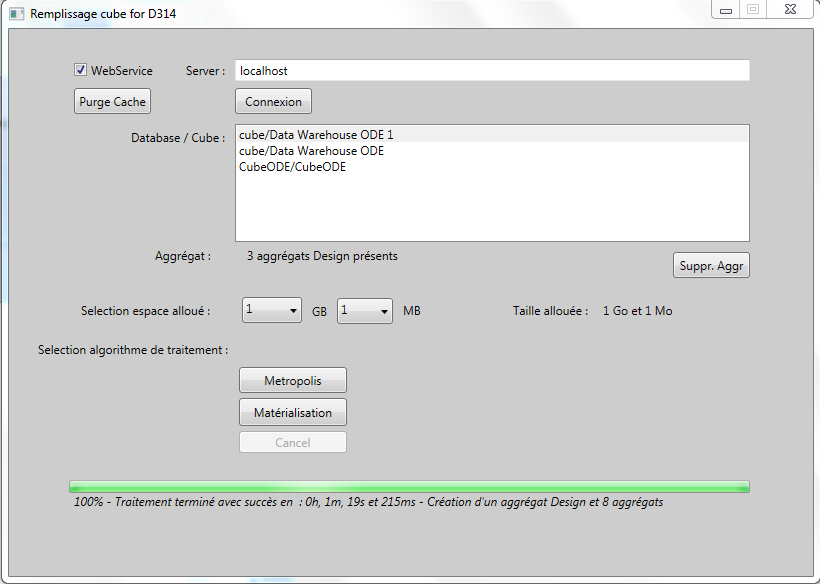 Remplissage cube for D314
WebService Server : localhost
Purge Cache Connexion
Database / Cube : cube/Data Warehouse ODE 1
cube/Data Warehouse ODE
CubeODE/CubeODE
Aggrégat : 3 aggrégats Design présents
Suppr. Aggr
Selection espace alloué : 1 GB 1 MB Taille allouée : 1 Go et 1 Mo
Selection algorithme de traitement :
Metropolis
Matérialisation
Cancel
100% - Traitement terminé avec succès en : 0h, 1m, 19s et 215ms - Création d'un aggrégat Design et 8 aggrégats